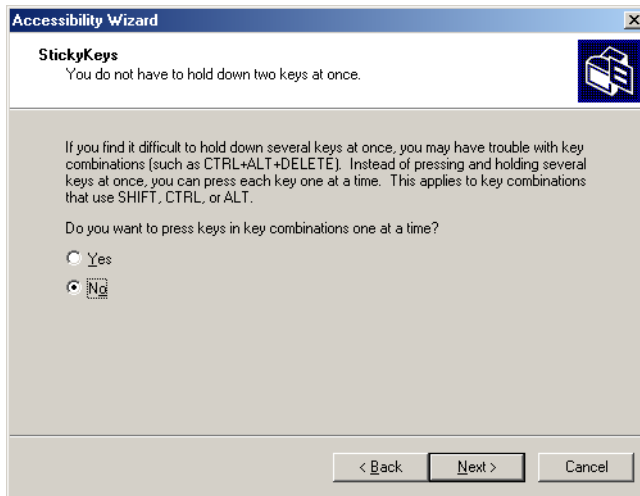 Accessibility Wizard
StickyKeys
You do not have to hold down two keys at once.
If you find it difficult to hold down several keys at once, you may have trouble with key
combinations (such as CTRL+ALT+DELETE). Instead of pressing and holding several
keys at once, you can press each key one at a time. This applies to key combinations
that use SHIFT, CTRL, or ALT.
Do you want to press keys in key combinations one at a time?
Yes
No
< Back
Next >
Cancel